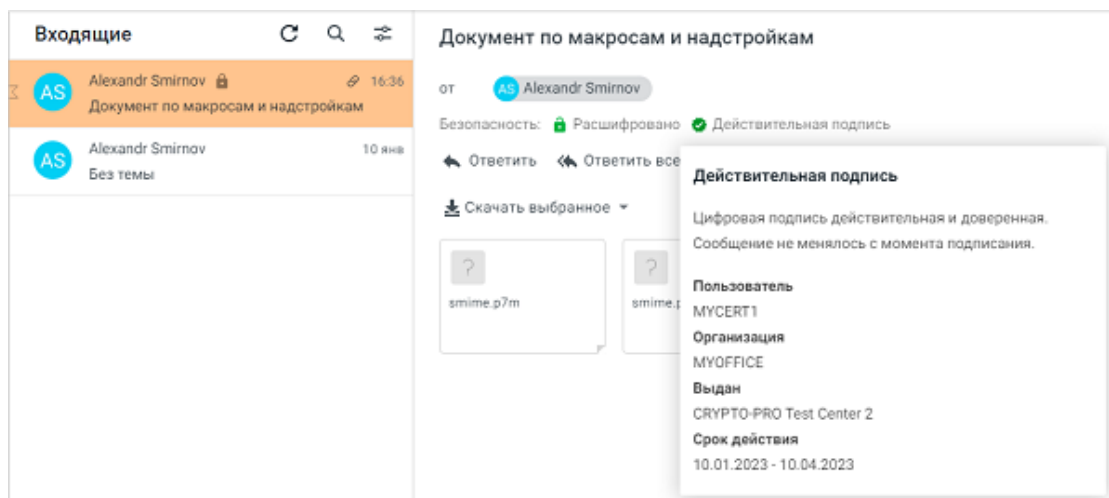 Входящие
AS
Alexandr Smirnov
16:36
Документ по макросам и надстройкам
AS
Alexandr Smirnov
10 янв
Без темы
Документ по макросам и надстройкам
от AS Alexandr Smirnov
Безопасность: Расшифровано Действительная подпись
Ответить Ответить все
Скачать выбранное
?
smime.p7m
?
smime.p
Действительная подпись
Цифровая подпись действительная и доверенная.
Сообщение не менялось с момента подписания.
Пользователь
MYCERT1
Организация
MYOFFICE
Выдан
CRYPTO-PRO Test Center 2
Срок действия
10.01.2023 - 10.04.2023